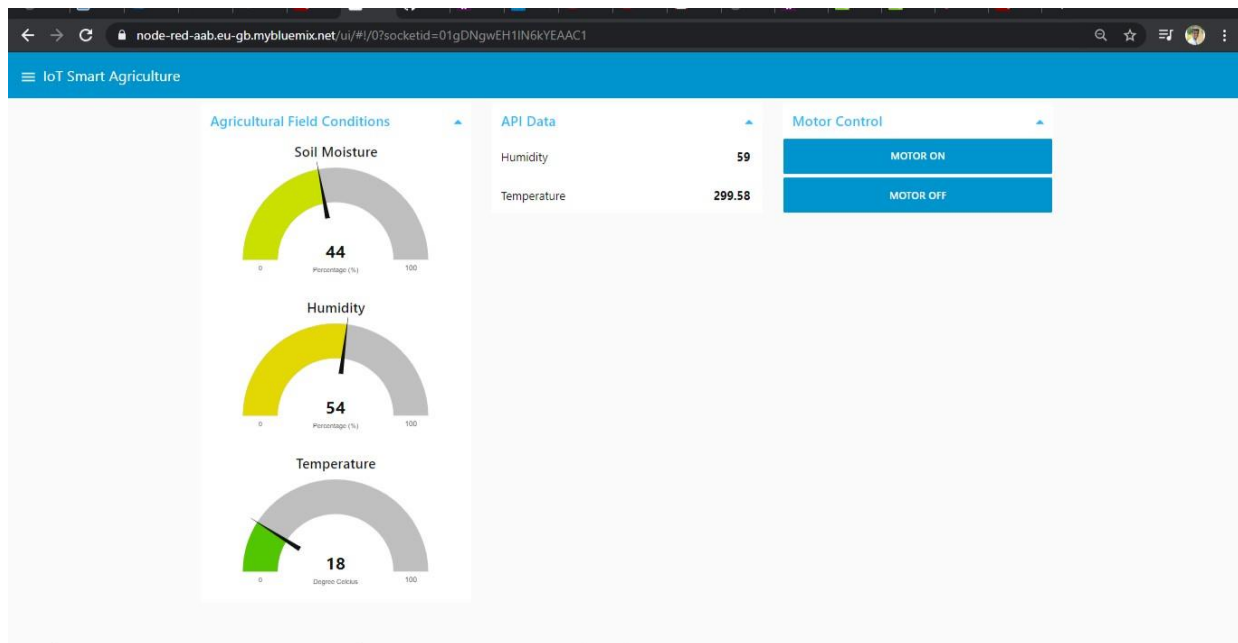 node-red-aab.eu-gb.mybluemix.net/ui/#!/0?socketid=01gDNgwEH1IN6kYEAAC1
IoT Smart Agriculture
Agricultural Field Conditions
Soil Moisture
44
0
Percentage (%)
100
Humidity
54
0
Percentage (%)
100
Temperature
18
0
Degree Celcius
100
API Data
Humidity 59
Temperature 299.58
Motor Control
MOTOR ON
MOTOR OFF